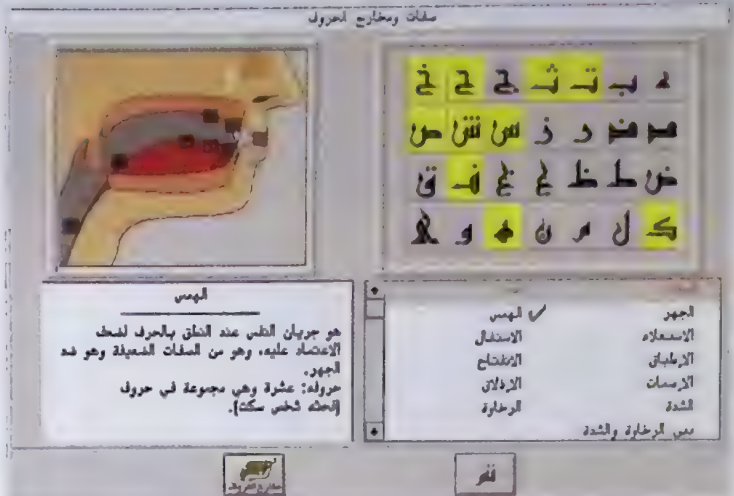 صفات ومخارج الحروف
ء ب ت ث ج ح خ
د ذ ر ز س ش ص
ض ط ظ ع غ ف ق
ك ل م ن ه و ي
الجهر
الهمس
الاستعلاء
الاستفال
الإطباق
الانفتاح
الإصمات
الإذلاق
الشدة
الرخاوة
بين الرخاوة والشدة
الهمس
هو جريان النفس عند النطق بالحرف لضعف
الاعتماد عليه، وهو من الصفات الضعيفة وهو ضد
الجهر.
حروفه: عشرة وهي مجموعة في حروف
(فحثه شخص سكت).
مخارج الحروف